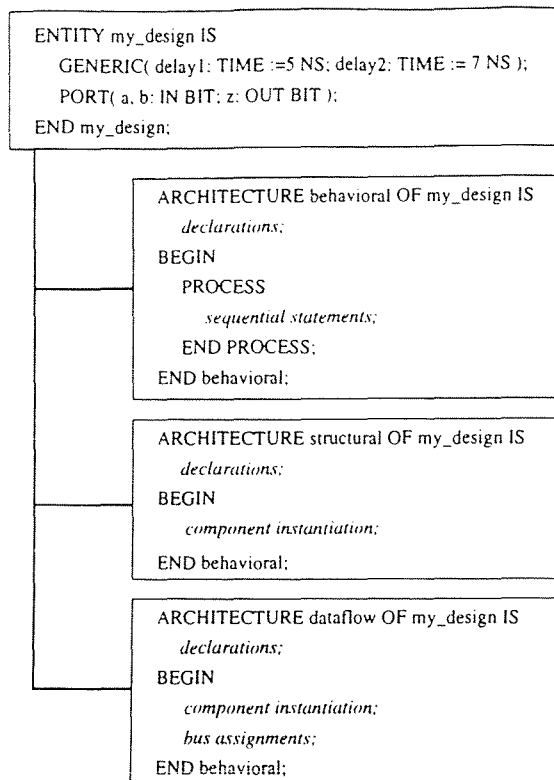 ENTITY my_design IS
GENERIC( delay1: TIME :=5 NS; delay2: TIME := 7 NS );
PORT( a, b: IN BIT; z: OUT BIT );
END my_design;
ARCHITECTURE behavioral OF my_design IS
declarations;
BEGIN
PROCESS
sequential statements;
END PROCESS;
END behavioral;
ARCHITECTURE structural OF my_design IS
declarations;
BEGIN
component instantiation;
END behavioral;
ARCHITECTURE dataflow OF my_design IS
declarations;
BEGIN
component instantiation;
bus assignments;
END behavioral;